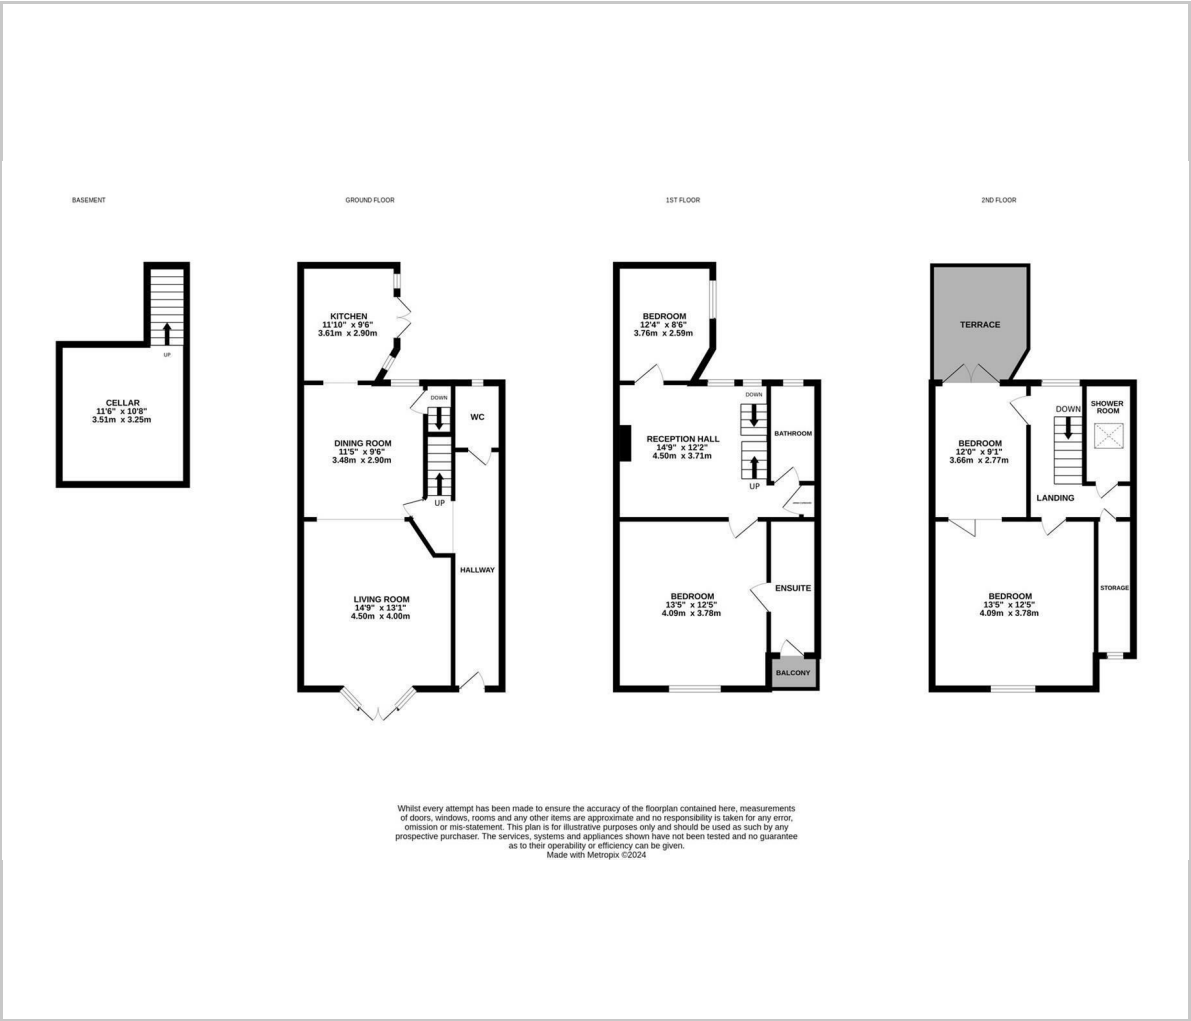 BASEMENT
GROUND FLOOR
1ST FLOOR
2ND FLOOR
UP
CELLAR
11'6" x 10'8"
3.51m x 3.25m
KITCHEN
11'10" x 9'6"
3.61m x 2.90m
DOWN
WC
DINING ROOM
11'5" x 9'6"
3.48m x 2.90m
UP
HALLWAY
LIVING ROOM
14'9" x 13'1"
4.50m x 4.00m
BEDROOM
12'4" x 8'6"
3.76m x 2.59m
DOWN
BATHROOM
RECEPTION HALL
14'9" x 12'2"
4.50m x 3.71m
UP
BEDROOM
13'5" x 12'5"
4.09m x 3.78m
ENSUITE
BALCONY
TERRACE
SHOWER
ROOM
DOWN
BEDROOM
12'0" x 9'1"
3.66m x 2.77m
LANDING
BEDROOM
13'5" x 12'5"
4.09m x 3.78m
STORAGE
Whilst every attempt has been made to ensure the accuracy of the floorplan contained here, measurements
of doors, windows, rooms and any other items are approximate and no responsibility is taken for any error,
omission or mis-statement. This plan is for illustrative purposes only and should be used as such by any
prospective purchaser. The services, systems and appliances shown have not been tested and no guarantee
as to their operability or efficiency can be given.
Made with Metropix ©2024